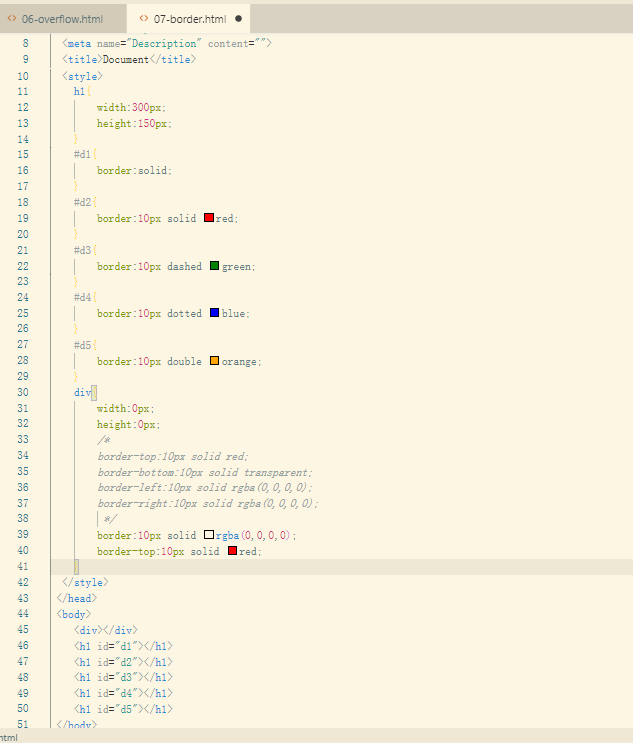 06-overflow.html
07-border.html
8 <meta name="Description" content="">
9 <title>Document</title>
10 <style>
11 h1{
12 width:300px;
13 height:150px;
14 }
15 #d1{
16 border:solid;
17 }
18 #d2{
19 border:10px solid red;
20 }
21 #d3{
22 border:10px dashed green;
23 }
24 #d4{
25 border:10px dotted blue;
26 }
27 #d5{
28 border:10px double orange;
29 }
30 div{
31 width:0px;
32 height:0px;
33 /*
34 border-top:10px solid red;
35 border-bottom:10px solid transparent;
36 border-left:10px solid rgba(0,0,0,0);
37 border-right:10px solid rgba(0,0,0,0);
38 */
39 border:10px solid rgba(0,0,0,0);
40 border-top:10px solid red;
41 }
42 </style>
43 </head>
44 <body>
45 <div></div>
46 <h1 id="d1"></h1>
47 <h1 id="d2"></h1>
48 <h1 id="d3"></h1>
49 <h1 id="d4"></h1>
50 <h1 id="d5"></h1>
51 </body>
html